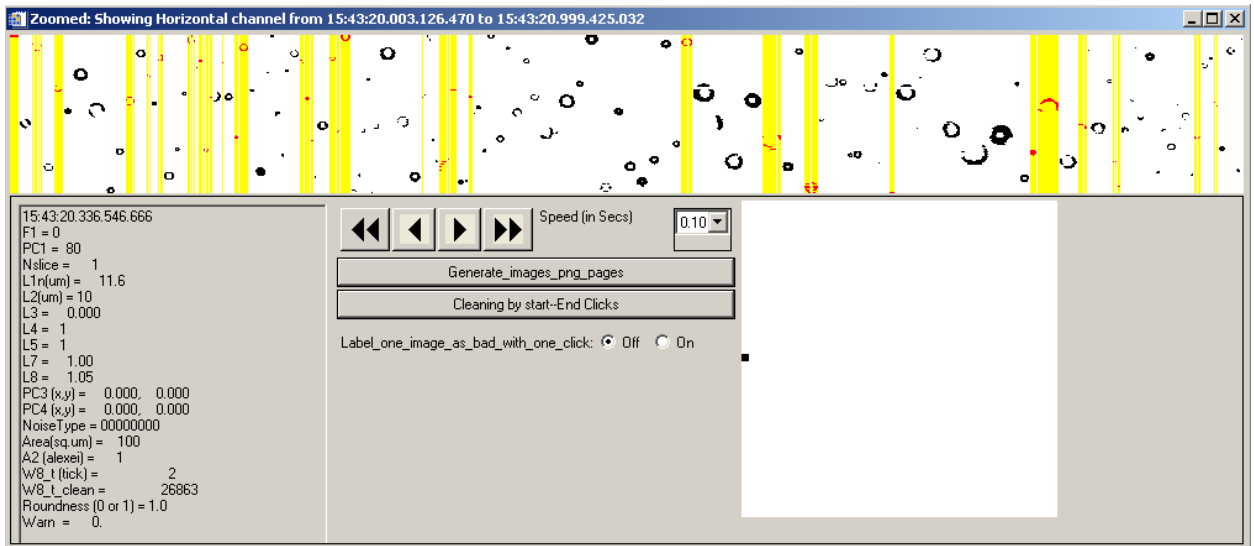 Zoomed: Showing Horizontal channel from 15:43:20.003.126.470 to 15:43:20.999.425.032
15:43:20.336.546.666
F1 = 0
PC1 = 80
Nslice = 1
L1n(um) = 11.6
L2(um) = 10
L3 = 0.000
L4 = 1
L5 = 1
L7 = 1.00
L8 = 1.05
PC3 (x,y) = 0.000, 0.000
PC4 (x,y) = 0.000, 0.000
NoiseType = 00000000
Area(sq.um) = 100
A2 (alexei) = 1
W8_t (tick) = 2
W8_t_clean = 26863
Roundness (0 or 1) = 1.0
Warn = 0.
Speed (in Secs)
0.10
Generate_images_png_pages
Cleaning by start--End Clicks
Label_one_image_as_bad_with_one_click: Off On